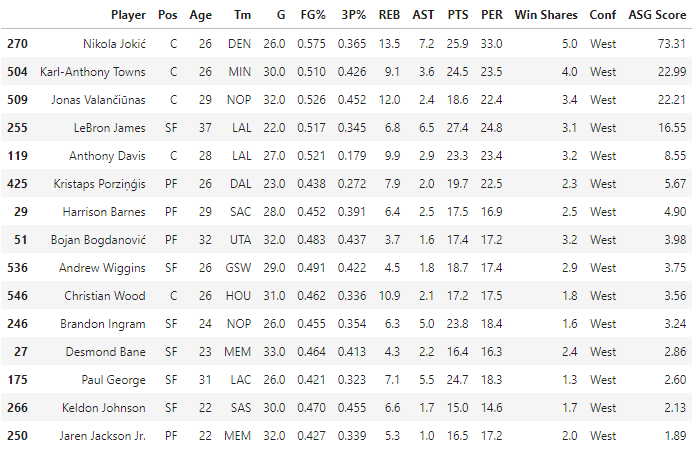 Player Pos Age Tm G FG% 3P% REB AST PTS PER Win Shares Conf ASG Score
270 Nikola Jokić C 26 DEN 26.0 0.575 0.365 13.5 7.2 25.9 33.0 5.0 West 73.31
504 Karl-Anthony Towns C 26 MIN 30.0 0.510 0.426 9.1 3.6 24.5 23.5 4.0 West 22.99
509 Jonas Valančiūnas C 29 NOP 32.0 0.526 0.452 12.0 2.4 18.6 22.4 3.4 West 22.21
255 LeBron James SF 37 LAL 22.0 0.517 0.345 6.8 6.5 27.4 24.8 3.1 West 16.55
119 Anthony Davis C 28 LAL 27.0 0.521 0.179 9.9 2.9 23.3 23.4 3.2 West 8.55
425 Kristaps Porziņģis PF 26 DAL 23.0 0.438 0.272 7.9 2.0 19.7 22.5 2.3 West 5.67
29 Harrison Barnes PF 29 SAC 28.0 0.452 0.391 6.4 2.5 17.5 16.9 2.5 West 4.90
51 Bojan Bogdanović PF 32 UTA 32.0 0.483 0.437 3.7 1.6 17.4 17.2 3.2 West 3.98
536 Andrew Wiggins SF 26 GSW 29.0 0.491 0.422 4.5 1.8 18.7 17.4 2.9 West 3.75
546 Christian Wood C 26 HOU 31.0 0.462 0.336 10.9 2.1 17.2 17.5 1.8 West 3.56
246 Brandon Ingram SF 24 NOP 26.0 0.455 0.354 6.3 5.0 23.8 18.4 1.6 West 3.24
27 Desmond Bane SF 23 MEM 33.0 0.464 0.413 4.3 2.2 16.4 16.3 2.4 West 2.86
175 Paul George SF 31 LAC 26.0 0.421 0.323 7.1 5.5 24.7 18.3 1.3 West 2.60
266 Keldon Johnson SF 22 SAS 30.0 0.470 0.455 6.6 1.7 15.0 14.6 1.7 West 2.13
250 Jaren Jackson Jr. PF 22 MEM 32.0 0.427 0.339 5.3 1.0 16.5 17.2 2.0 West 1.89